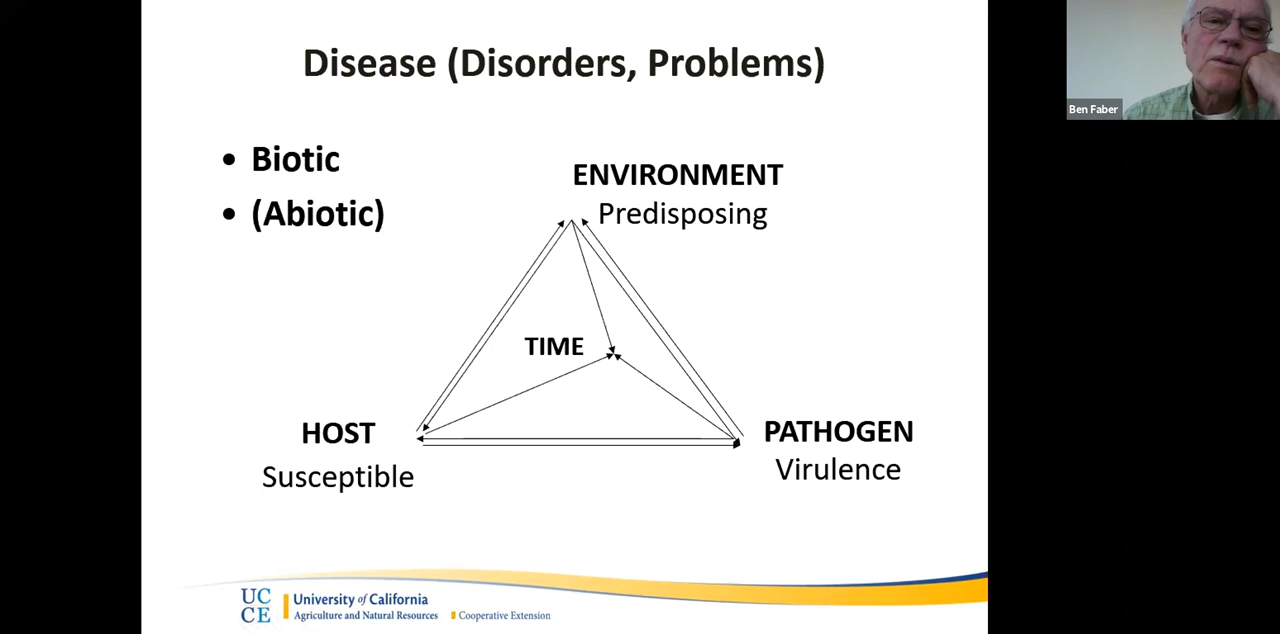 Disease (Disorders, Problems)
Ben Faber
• Biotic
• (Abiotic)
ENVIRONMENT
Predisposing
TIME
HOST
Susceptible
PATHOGEN
Virulence
UC
CE
University of California
Agriculture and Natural Resources
Cooperative Extension